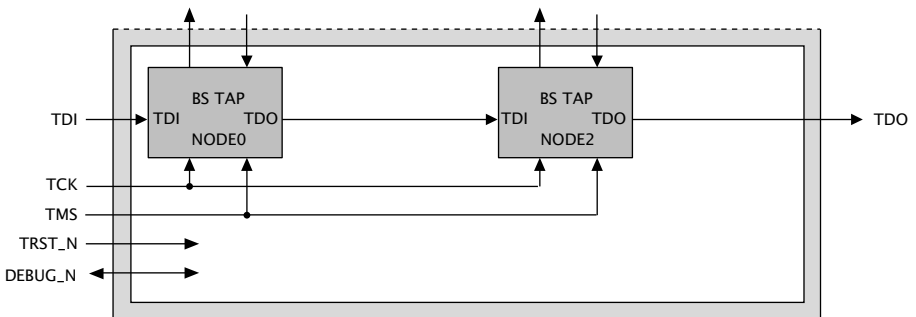 BS TAP
BS TAP
TDI
TDI
TDO
TDI
TDO
TDO
NODE0
NODE2
TCK
TMS
TRST_N
DEBUG_N